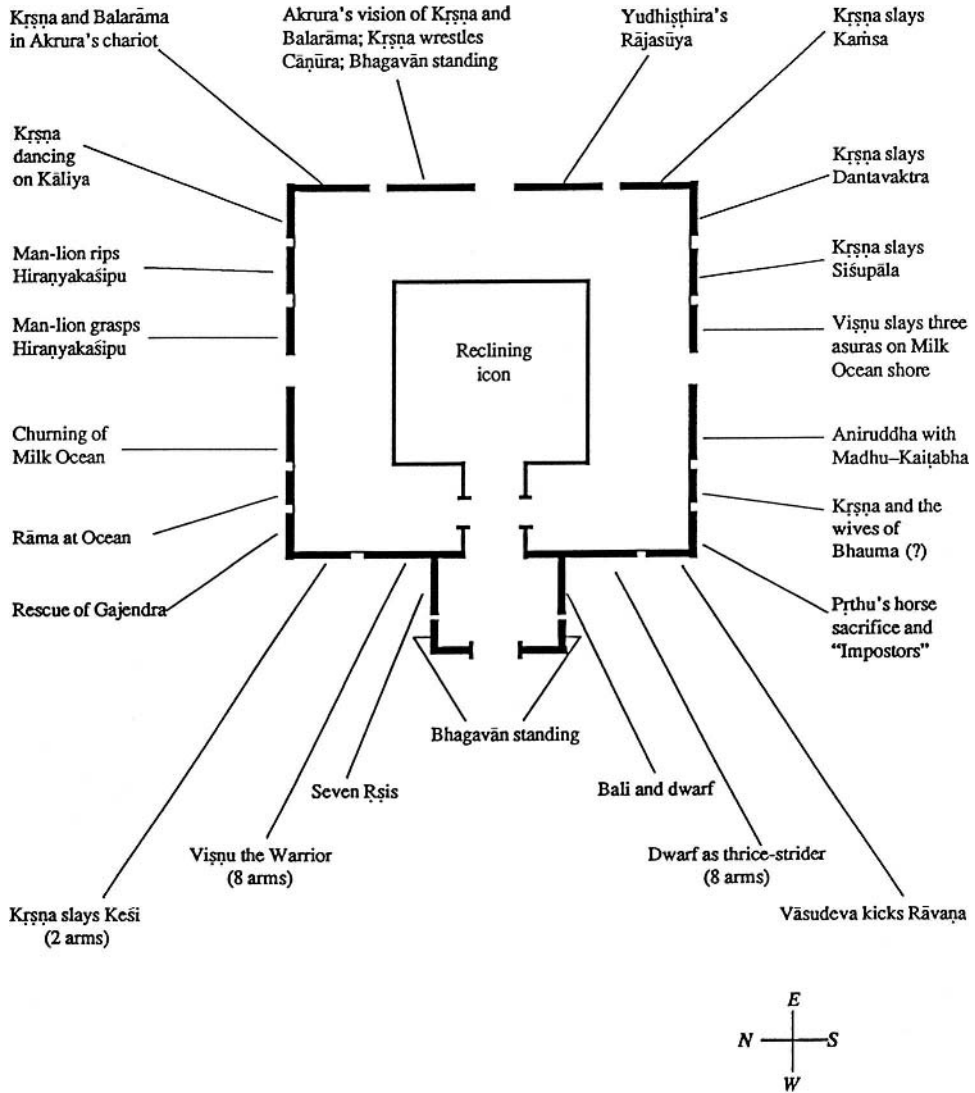 Kṛṣṇa and Balarāma
in Akrura's chariot
Akrura's vision of Kṛṣṇa and
Balarāma; Kṛṣṇa wrestles
Cāṇūra; Bhagavān standing
Yudhiṣṭhira's
Rājasūya
Kṛṣṇa slays
Kaṁsa
Kṛṣṇa
dancing
on Kāliya
Kṛṣṇa slays
Dantavaktra
Man-lion rips
Hiraṇyakaśipu
Kṛṣṇa slays
Siśupāla
Man-lion grasps
Hiraṇyakaśipu
Reclining
icon
Viṣṇu slays three
asuras on Milk
Ocean shore
Churning of
Milk Ocean
Aniruddha with
Madhu–Kaiṭabha
Rāma at Ocean
Kṛṣṇa and the
wives of
Bhauma (?)
Rescue of Gajendra
Pṛthu's horse
sacrifice and
"Impostors"
Bhagavān standing
Seven Ṛṣis
Bali and dwarf
Viṣṇu the Warrior
(8 arms)
Dwarf as thrice-strider
(8 arms)
Kṛṣṇa slays Keśi
(2 arms)
Vāsudeva kicks Rāvaṇa
E
N S
W